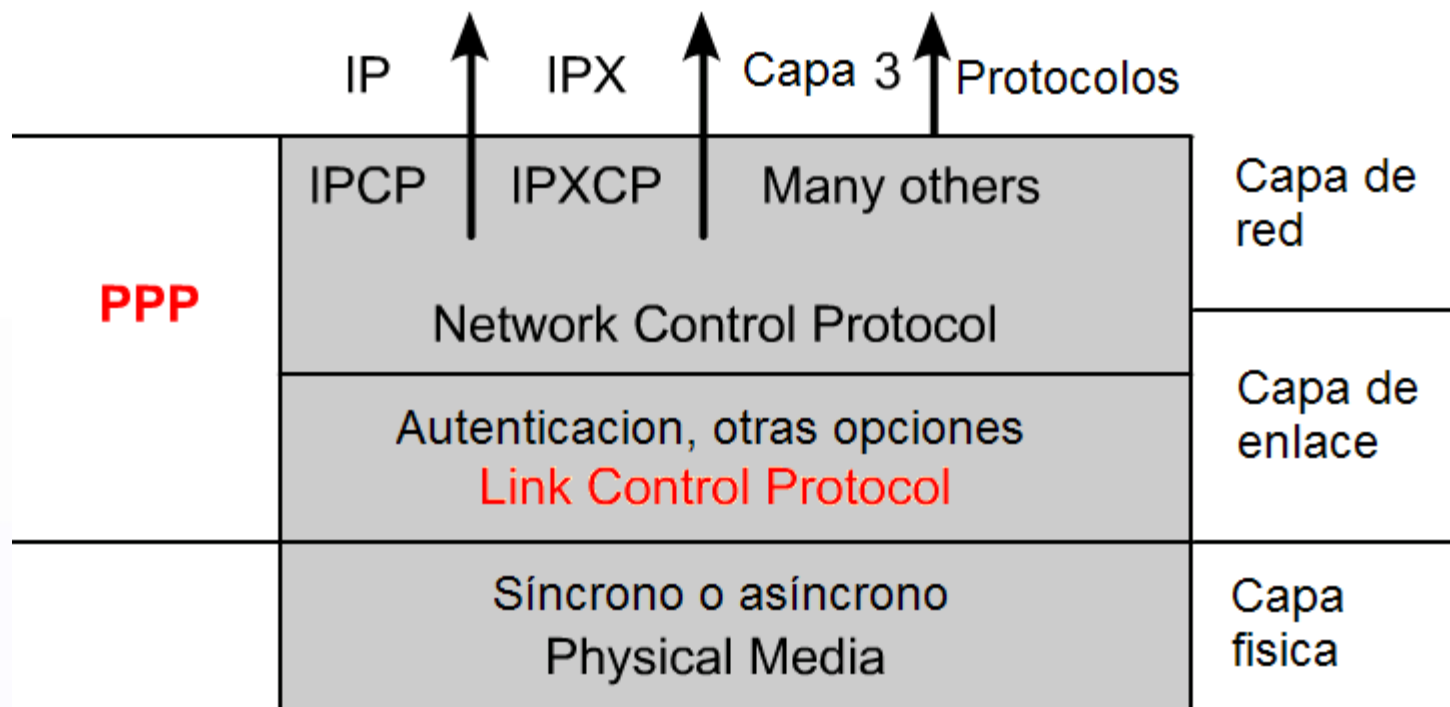 IP IPX Capa 3 Protocolos
IPCP IPXCP Many others
Capa de
red
PPP
Network Control Protocol
Capa de
enlace
Autenticacion, otras opciones
Link Control Protocol
Síncrono o asíncrono
Physical Media
Capa
fisica